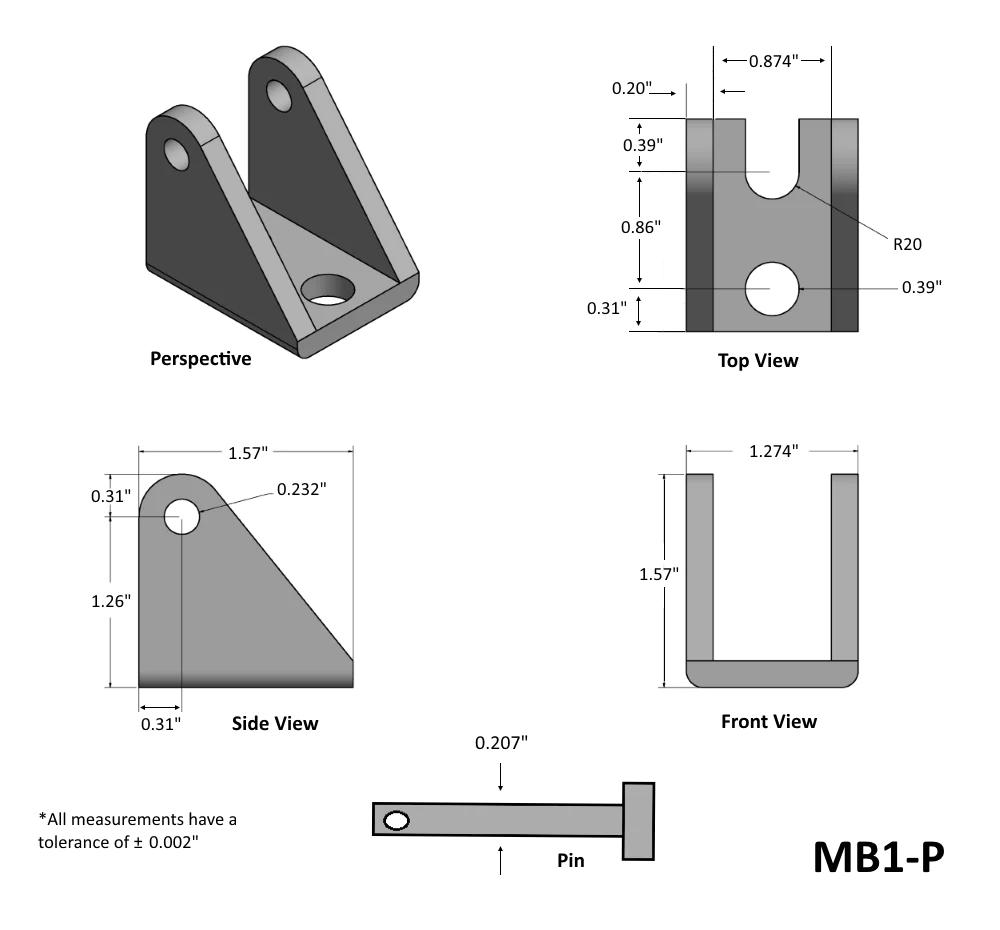 0.874"
0.20"
0.39"
0.86"
R20
0.39"
0.31"
Perspective
Top View
1.57"
1.274"
0.31"
0.232"
1.57"
1.26"
0.31"
Side View
Front View
0.207"
*All measurements have a
tolerance of ± 0.002"
Pin
MB1-P